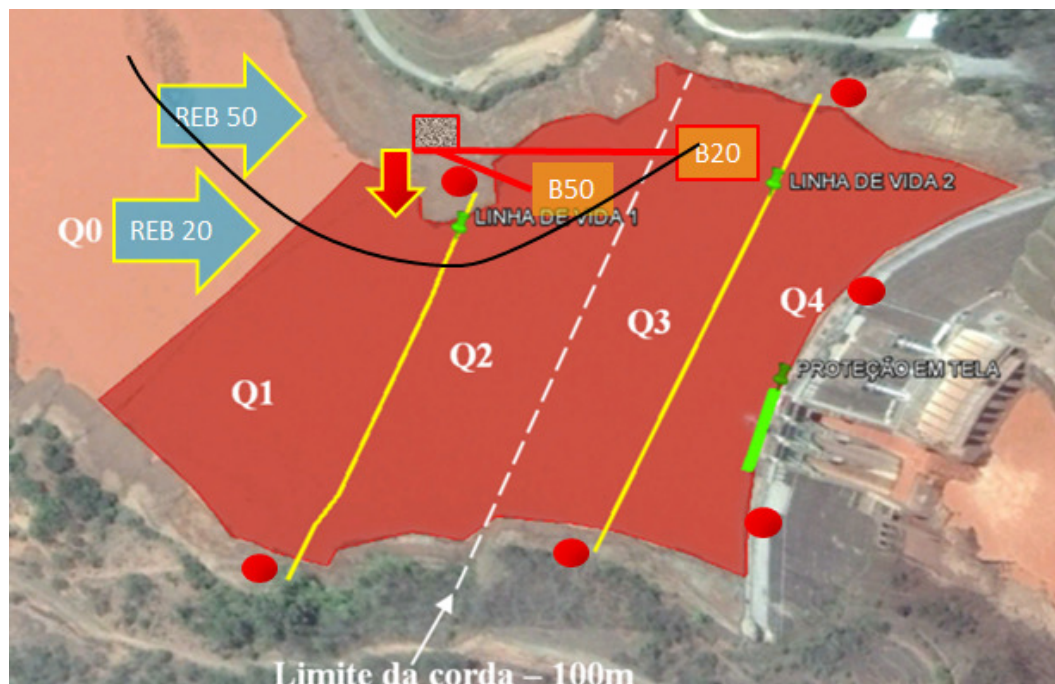 REB 50
B20
B50
LINHA DE VIDA 2
LINHA DE VIDA 1
Q0
REB 20
Q4
Q3
Q2
PROTEÇÃO EM TELA
Q1
Limite da corda – 100m